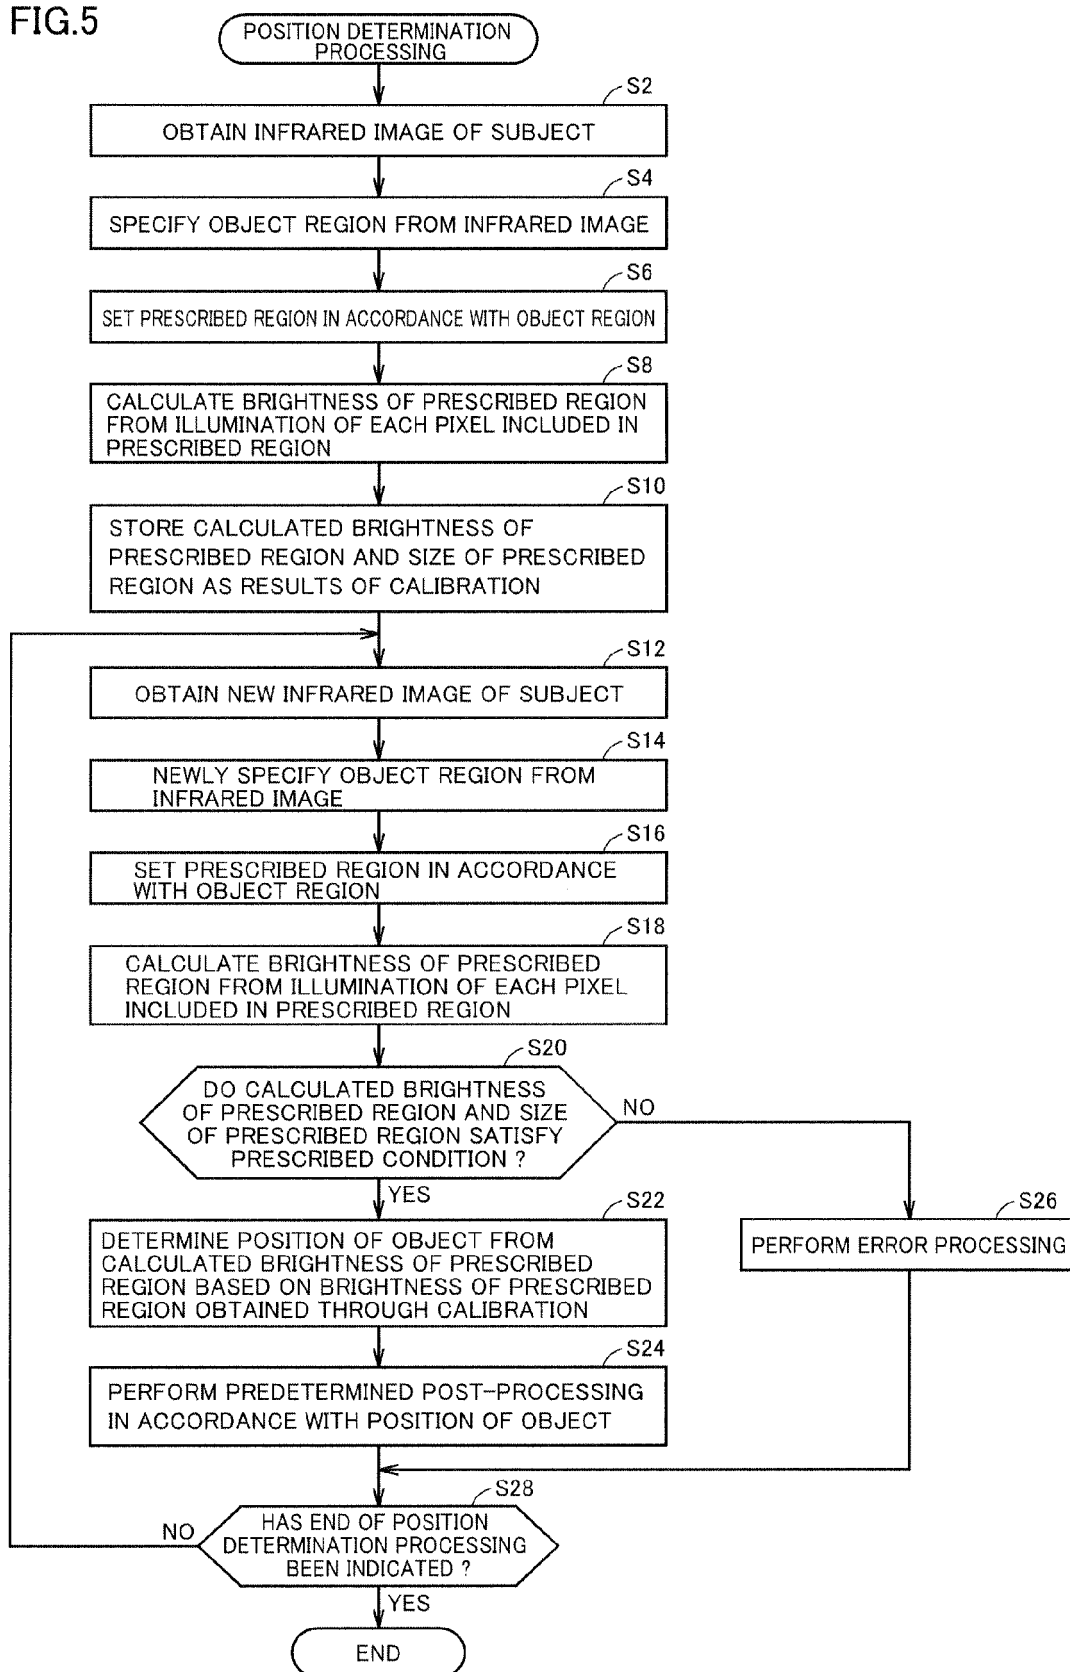 FIG.5
POSITION DETERMINATION
PROCESSING
S2
OBTAIN INFRARED IMAGE OF SUBJECT
S4
SPECIFY OBJECT REGION FROM INFRARED IMAGE
S6
SET PRESCRIBED REGION IN ACCORDANCE WITH OBJECT REGION
S8
CALCULATE BRIGHTNESS OF PRESCRIBED REGION
FROM ILLUMINATION OF EACH PIXEL INCLUDED IN
PRESCRIBED REGION
S10
STORE CALCULATED BRIGHTNESS OF
PRESCRIBED REGION AND SIZE OF PRESCRIBED
REGION AS RESULTS OF CALIBRATION
S12
OBTAIN NEW INFRARED IMAGE OF SUBJECT
S14
NEWLY SPECIFY OBJECT REGION FROM
INFRARED IMAGE
S16
SET PRESCRIBED REGION IN ACCORDANCE
WITH OBJECT REGION
S18
CALCULATE BRIGHTNESS OF PRESCRIBED
REGION FROM ILLUMINATION OF EACH PIXEL
INCLUDED IN PRESCRIBED REGION
S20
DO CALCULATED BRIGHTNESS
OF PRESCRIBED REGION AND SIZE
OF PRESCRIBED REGION SATISFY
PRESCRIBED CONDITION ?
NO
YES
S22
DETERMINE POSITION OF OBJECT FROM
CALCULATED BRIGHTNESS OF PRESCRIBED
REGION BASED ON BRIGHTNESS OF PRESCRIBED
REGION OBTAINED THROUGH CALIBRATION
S26
PERFORM ERROR PROCESSING
S24
PERFORM PREDETERMINED POST-PROCESSING
IN ACCORDANCE WITH POSITION OF OBJECT
S28
HAS END OF POSITION
DETERMINATION PROCESSING
BEEN INDICATED ?
NO
YES
END